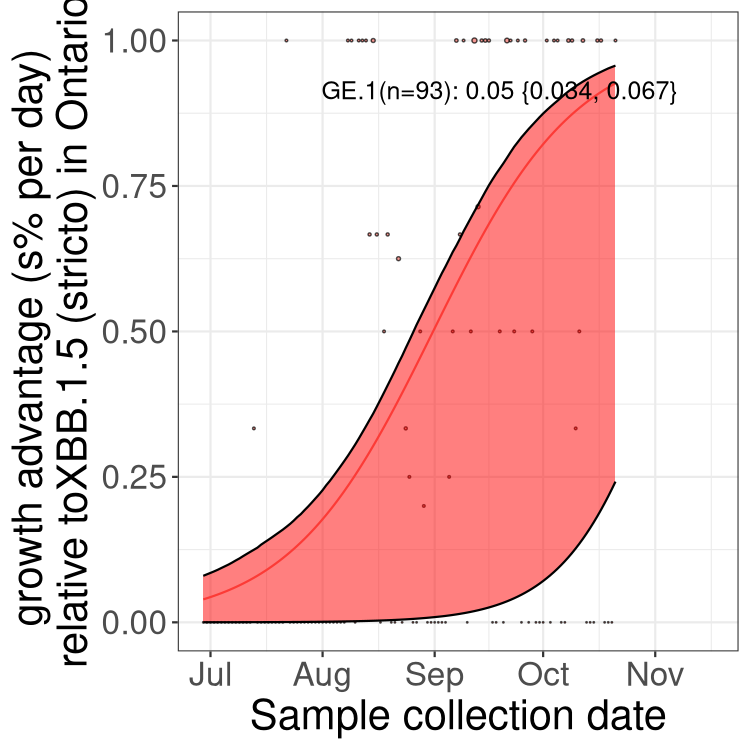 growth advantage (s% per day)
relative toXBB.1.5 (stricto) in Ontario
1.00
0.75
0.50
0.25
0.00
GE.1(n=93): 0.05 {0.034, 0.067}
Jul Aug Sep Oct Nov
Sample collection date